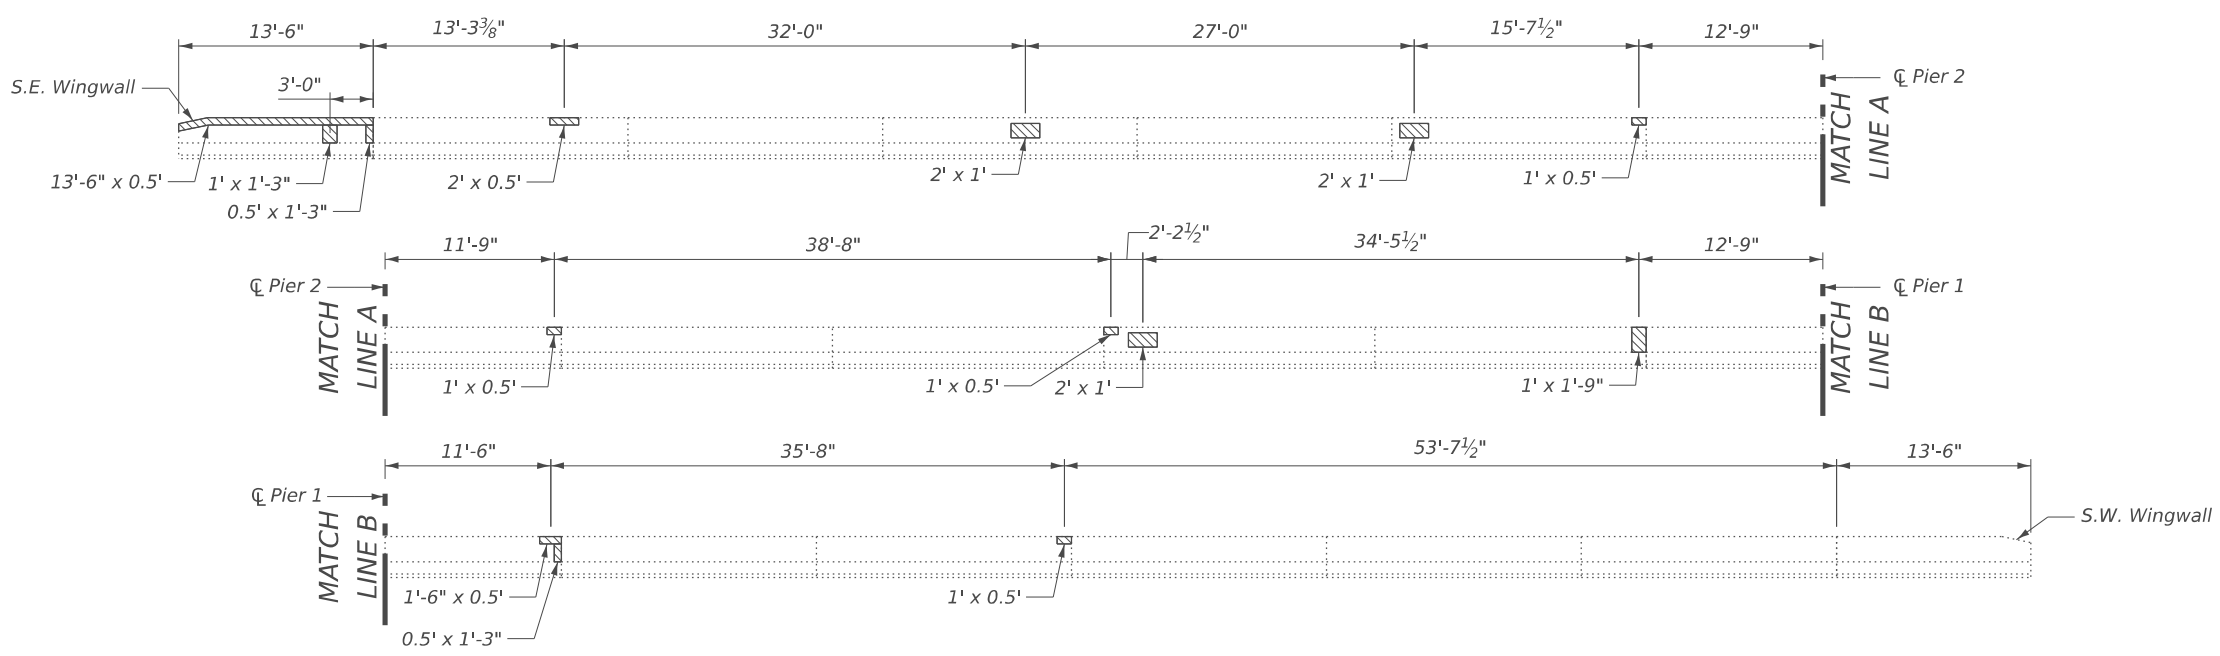 13'-6"
13'-3⅜"
32'-0"
27'-0"
15'-7½"
12'-9"
S.E. Wingwall
3'-0"
℄ Pier 2
MATCH
LINE A
13'-6" x 0.5'
1' x 1'-3"
0.5' x 1'-3"
2' x 0.5'
2' x 1'
2' x 1'
1' x 0.5'
11'-9"
38'-8"
2'-2½"
34'-5½"
12'-9"
℄ Pier 2
℄ Pier 1
MATCH
LINE A
MATCH
LINE B
1' x 0.5'
1' x 0.5'
2' x 1'
1' x 1'-9"
11'-6"
35'-8"
53'-7½"
13'-6"
℄ Pier 1
S.W. Wingwall
MATCH
LINE B
1'-6" x 0.5'
0.5' x 1'-3"
1' x 0.5'